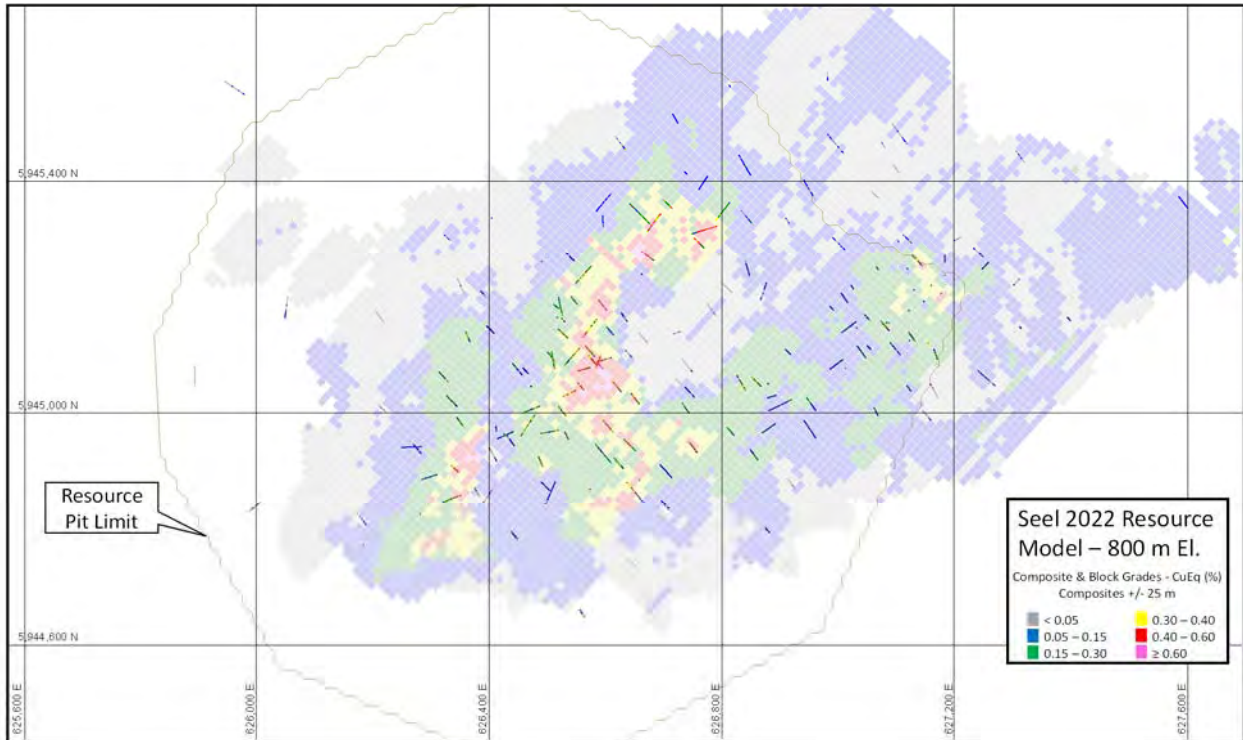 5,945,400 N
5,945,000 N
Resource
Pit Limit
Seel 2022 Resource
Model – 800 m El.
Composite & Block Grades - CuEq (%)
Composites +/- 25 m
< 0.05
0.30 – 0.40
0.05 – 0.15
0.40 – 0.60
0.15 – 0.30
≥ 0.60
5,944,600 N
625,600 E
626,000 E
626,400 E
626,800 E
627,200 E
627,600 E